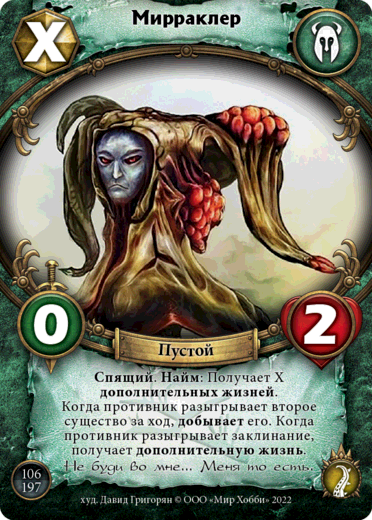 X
Мирраклер
0
Пустой
2
Спящий. Найм: Получает X
дополнительных жизней.
Когда противник разыгрывает второе
существо за ход, добывает его. Когда
противник разыгрывает заклинание,
получает дополнительную жизнь.
Не буди во мне... Меня то есть.
106
197
худ. Давид Григорян © ООО «Мир Хобби» 2022